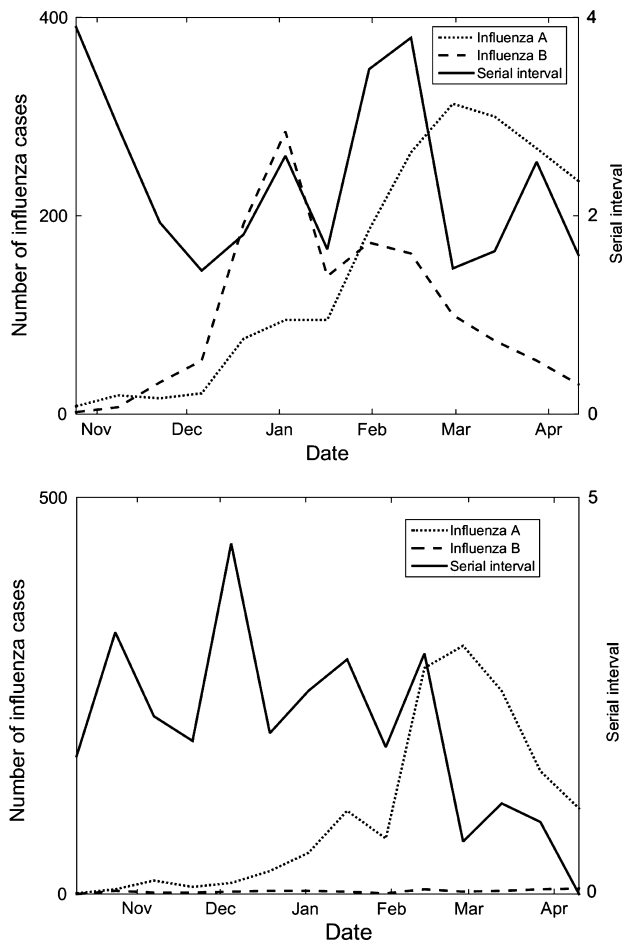 400
4
Influenza A
Influenza B
Serial interval
Number of influenza cases
200
2
Serial interval
0
0
Nov Dec Jan Feb Mar Apr
Date
500
5
Influenza A
Influenza B
Serial interval
Number of influenza cases
Serial interval
0
0
Nov Dec Jan Feb Mar Apr
Date